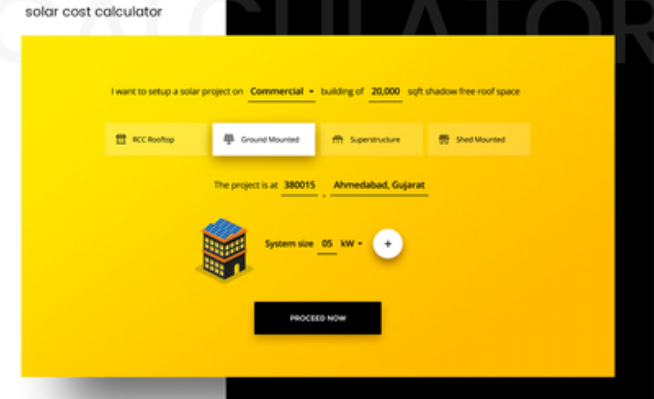 solar cost calculator
CALCULATOR
I want to setup a solar project on Commercial building of 20,000 sqft shadow free roof space
RCC Rooftop Ground Mounted Superstructure Shed Mounted
The project is at 380015 , Ahmedabad, Gujarat
System size 05 kW +
PROCEED NOW